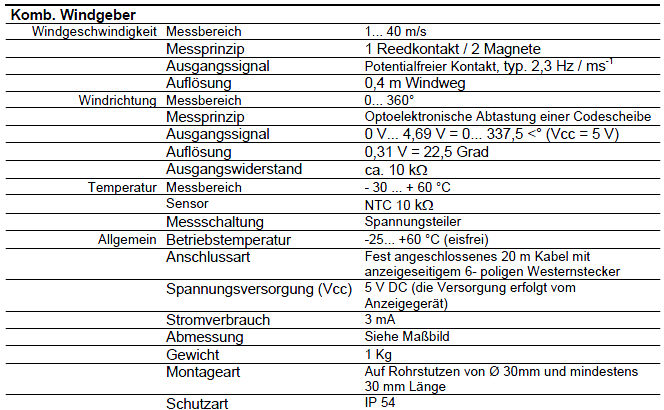 Komb. Windgeber
Windgeschwindigkeit Messbereich 1... 40 m/s
Messprinzip 1 Reedkontakt / 2 Magnete
Ausgangssignal Potentialfreier Kontakt, typ. 2,3 Hz / ms⁻¹
Auflösung 0,4 m Windweg
Windrichtung Messbereich 0... 360°
Messprinzip Optoelektronische Abtastung einer Codescheibe
Ausgangssignal 0 V... 4,69 V = 0... 337,5 <° (Vcc = 5 V)
Auflösung 0,31 V = 22,5 Grad
Ausgangswiderstand ca. 10 kΩ
Temperatur Messbereich - 30 ... + 60 °C
Sensor NTC 10 kΩ
Messschaltung Spannungsteiler
Allgemein Betriebstemperatur -25... +60 °C (eisfrei)
Anschlussart Fest angeschlossenes 20 m Kabel mit
anzeigeseitigem 6- poligen Westernstecker
Spannungsversorgung (Vcc) 5 V DC (die Versorgung erfolgt vom
Anzeigegerät)
Stromverbrauch 3 mA
Abmessung Siehe Maßbild
Gewicht 1 Kg
Montageart Auf Rohrstutzen von Ø 30mm und mindestens
30 mm Länge
Schutzart IP 54